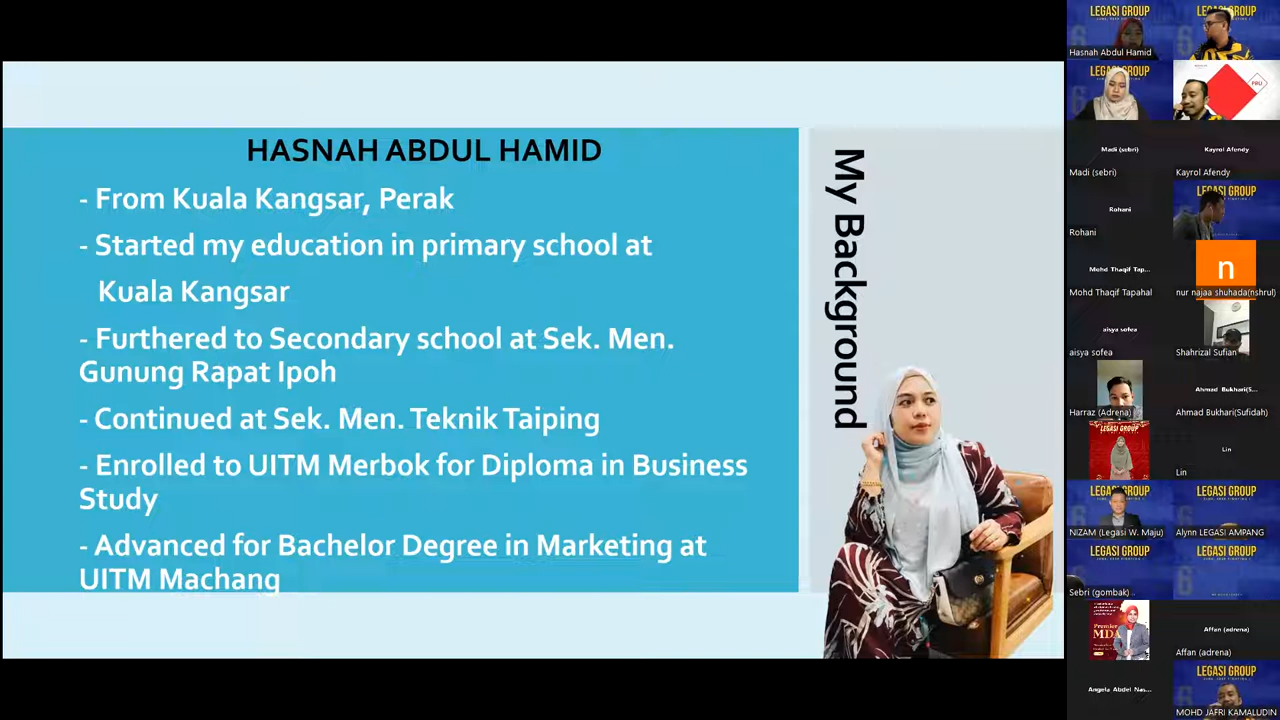 HASNAH ABDUL HAMID
- From Kuala Kangsar, Perak
- Started my education in primary school at
Kuala Kangsar
- Furthered to Secondary school at Sek. Men.
Gunung Rapat Ipoh
- Continued at Sek. Men. Teknik Taiping
- Enrolled to UITM Merbok for Diploma in Business
Study
- Advanced for Bachelor Degree in Marketing at
UITM Machang
My Background
LEGASI GROUP
Hasnah Abdul Hamid
LEGASI GROUP
LEGASI GROUP
PRU
Madi (sebri)
Madi (sebri)
Kayrol Afendy
Kayrol Afendy
Rohani
Rohani
LEGASI GROUP
Mohd Thaqif Tap...
Mohd Thaqif Tapahal
n
nur najaa shuhada(nshrul)
aisya sofea
aisya sofea
Shahrizal Sufian
Harraz (Adrena)
Ahmad Bukhari(S...
Ahmad Bukhari(Sufidah)
LEGASI GROUP
Lin
Lin
LEGASI GROUP
NIZAM (Legasi W. Maju)
LEGASI GROUP
Alynn LEGASI AMPANG
LEGASI GROUP
Sebri (gombak)
LEGASI GROUP
Premier
MDA
Affan (adrena)
Affan (adrena)
Angela Abdel Nas...
LEGASI GROUP
MOHD JAFRI KAMALUDIN